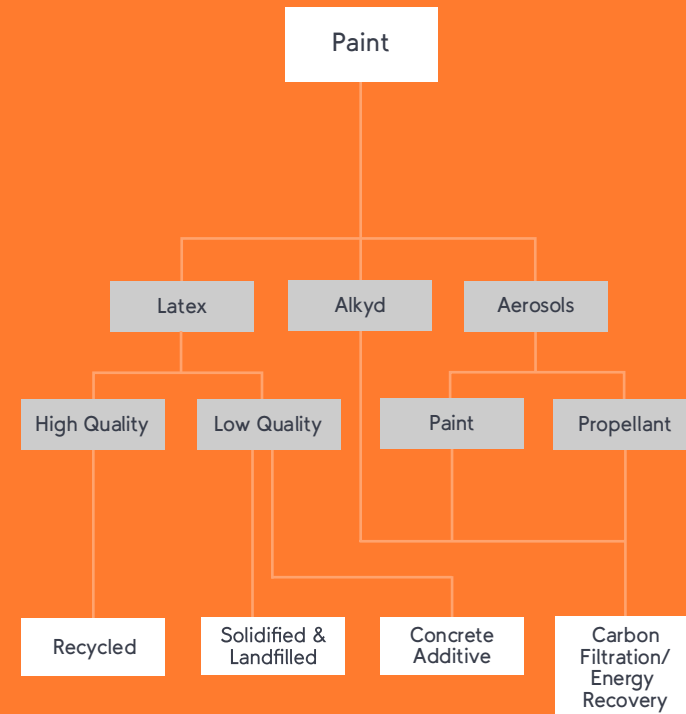 Paint
Latex
Alkyd
Aerosols
High Quality
Low Quality
Paint
Propellant
Recycled
Solidified &
Landfilled
Concrete
Additive
Carbon
Filtration/
Energy
Recovery